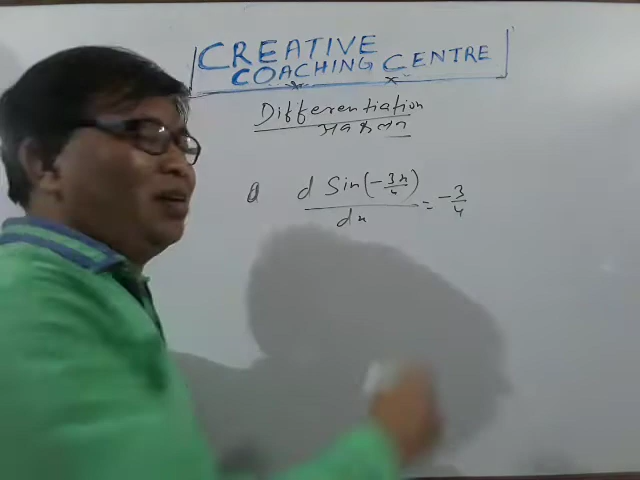 CREATIVE
COACHING CENTRE
Differentiation
अवकलन
d Sin(-3x/4)
/dx = -3/4